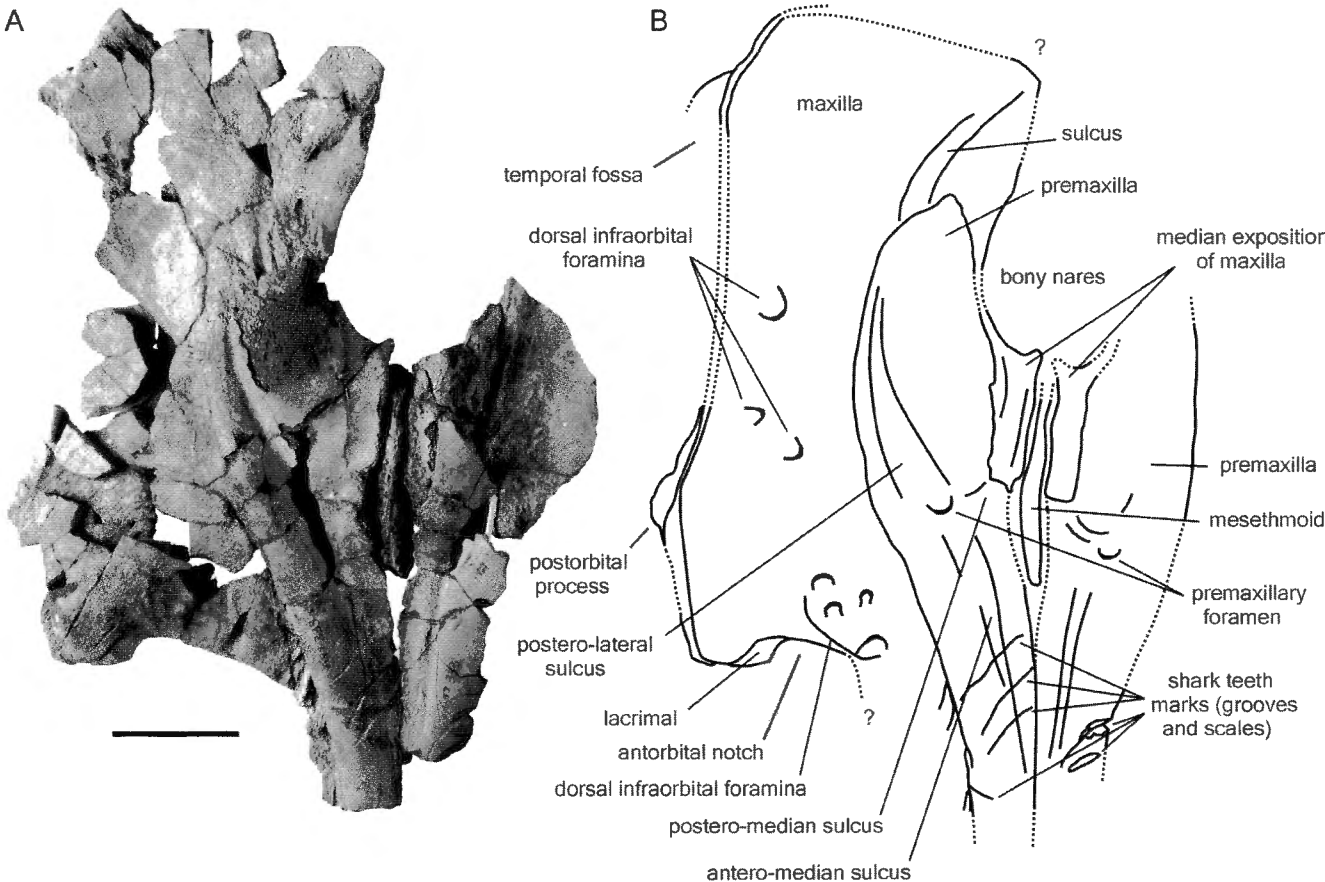 A
B
?
maxilla
sulcus
temporal fossa
premaxilla
dorsal infraorbital
foramina
median exposition
of maxilla
bony nares
premaxilla
mesethmoid
postorbital
process
premaxillary
foramen
postero-lateral
sulcus
shark teeth
marks (grooves
and scales)
lacrimal
?
antorbital notch
dorsal infraorbital foramina
postero-median sulcus
antero-median sulcus